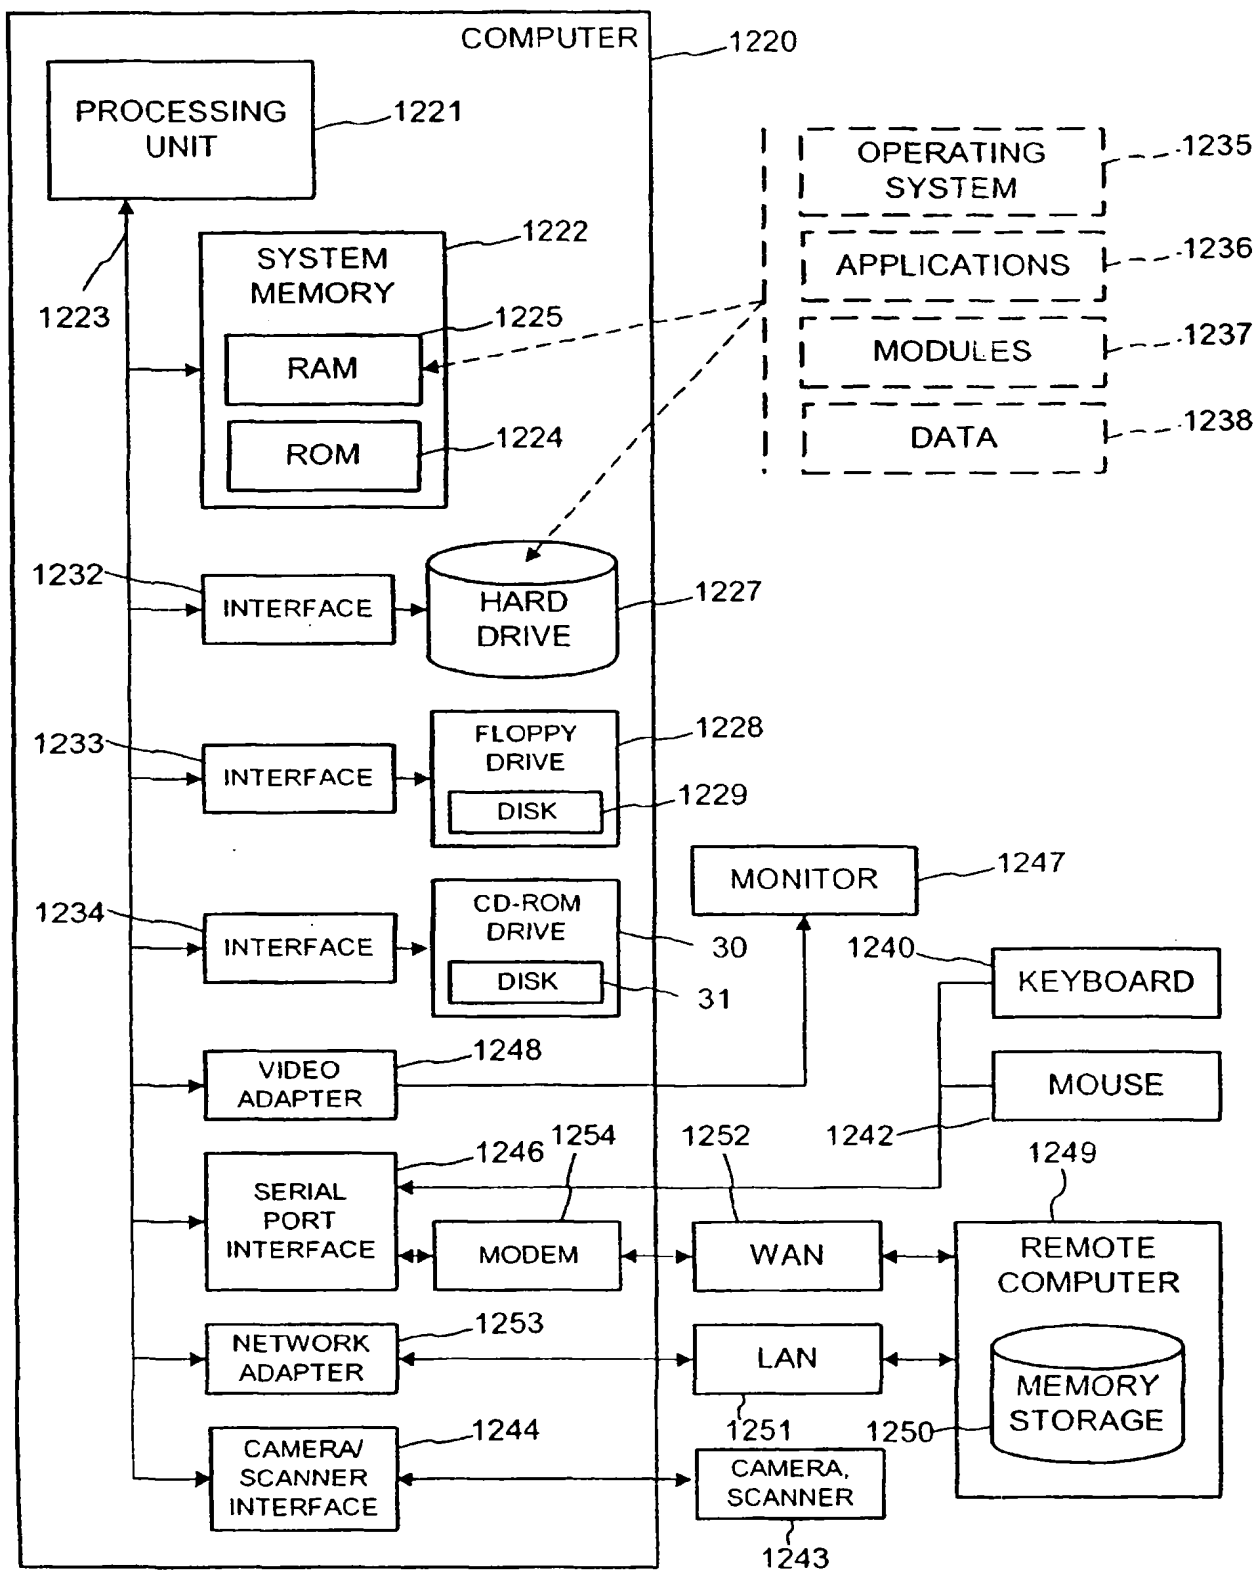 COMPUTER
1220
PROCESSING
UNIT
1221
1223
SYSTEM
MEMORY
1222
1225
RAM
ROM
1224
OPERATING
SYSTEM
1235
APPLICATIONS
1236
MODULES
1237
DATA
1238
1232
INTERFACE
HARD
DRIVE
1227
1233
INTERFACE
FLOPPY
DRIVE
1228
DISK
1229
1234
INTERFACE
CD-ROM
DRIVE
30
DISK
31
MONITOR
1247
1240
KEYBOARD
MOUSE
1242
VIDEO
ADAPTER
1248
1246
SERIAL
PORT
INTERFACE
1254
MODEM
1252
WAN
1249
REMOTE
COMPUTER
NETWORK
ADAPTER
1253
LAN
1251
MEMORY
STORAGE
1250
CAMERA/
SCANNER
INTERFACE
1244
CAMERA,
SCANNER
1243